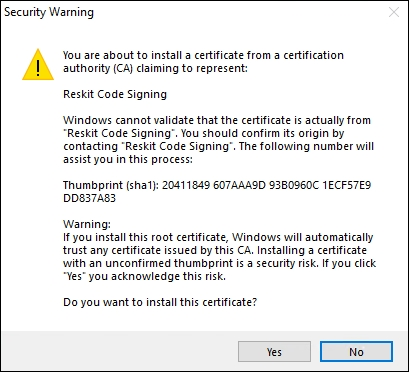 Security Warning
You are about to install a certificate from a certification
authority (CA) claiming to represent:
Reskit Code Signing
Windows cannot validate that the certificate is actually from
"Reskit Code Signing". You should confirm its origin by
contacting "Reskit Code Signing". The following number will
assist you in this process:
Thumbprint (sha1): 20411849 607AAA9D 93B0960C 1ECF57E9
DD837A83
Warning:
If you install this root certificate, Windows will automatically
trust any certificate issued by this CA. Installing a certificate
with an unconfirmed thumbprint is a security risk. If you click
"Yes" you acknowledge this risk.
Do you want to install this certificate?
Yes
No